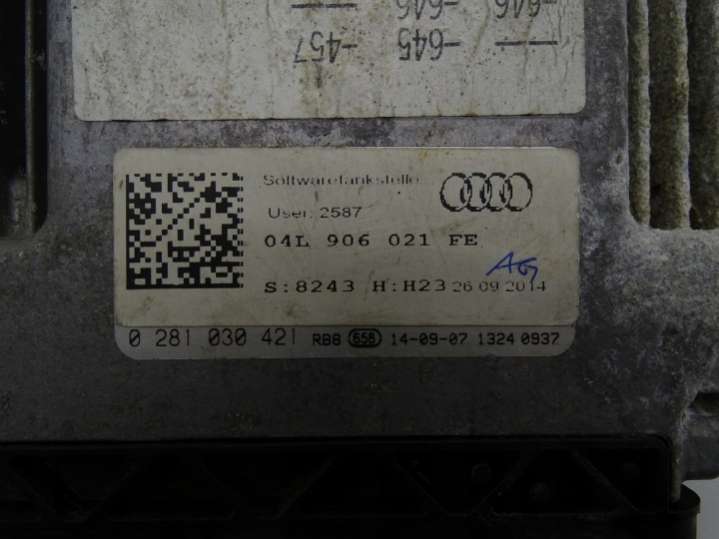 -646 -646
-645 -457
Softwaretankstelle
User: 2587
04L 906 021 FE
AG
S:8243 H:H23 26 09 2014
0 281 030 421 RB8 658 14-09-07 1324 0937